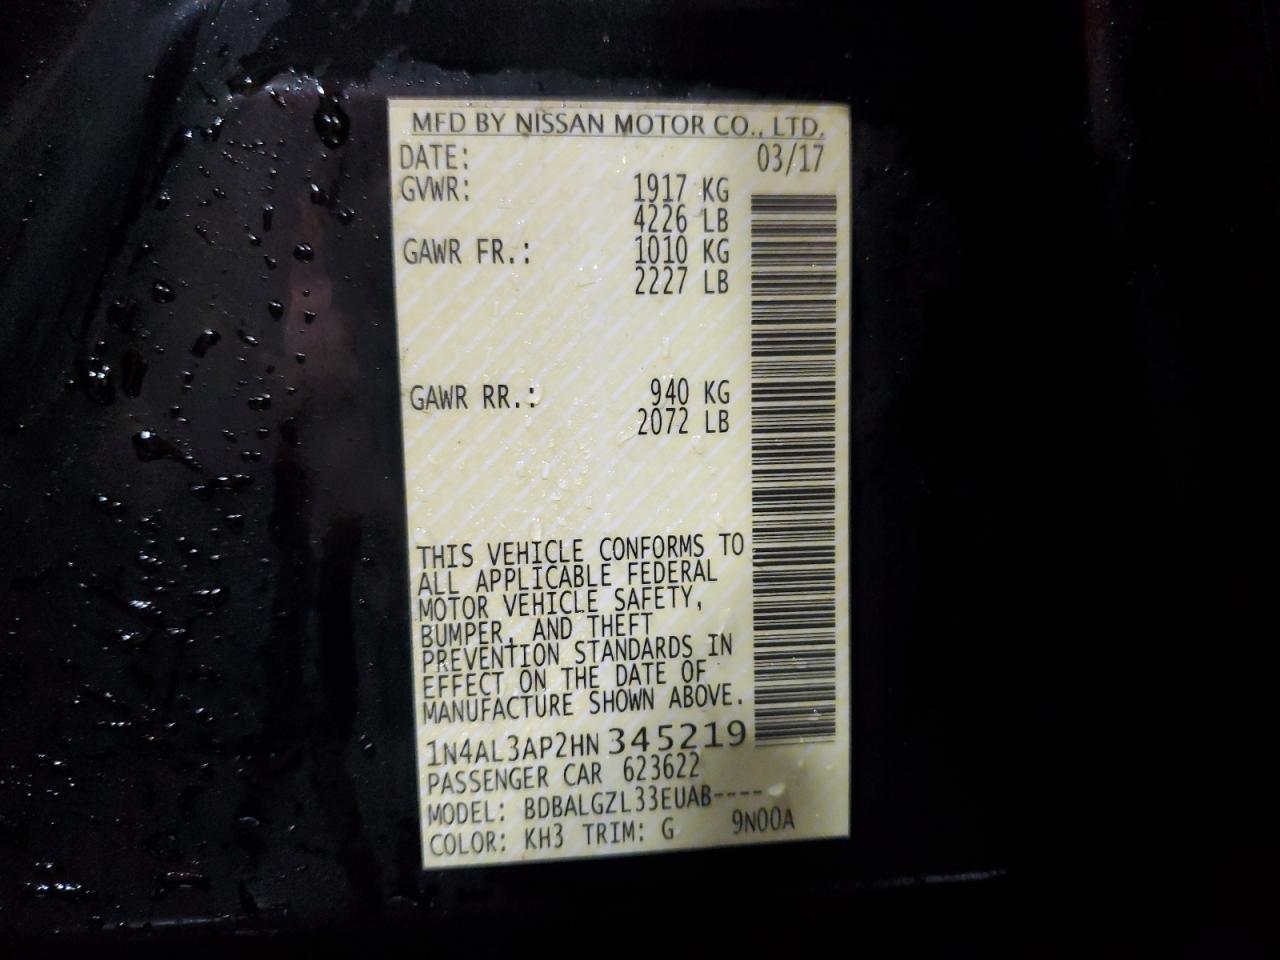 MFD BY NISSAN MOTOR CO., LTD.
DATE: 03/17
GVWR: 1917 KG
4226 LB
GAWR FR.: 1010 KG
2227 LB
GAWR RR.: 940 KG
2072 LB
THIS VEHICLE CONFORMS TO
ALL APPLICABLE FEDERAL
MOTOR VEHICLE SAFETY,
BUMPER, AND THEFT
PREVENTION STANDARDS IN
EFFECT ON THE DATE OF
MANUFACTURE SHOWN ABOVE.
1N4AL3AP2HN 345219
PASSENGER CAR 623622
MODEL: BDBALGZL33EUAB----
COLOR: KH3 TRIM: G 9N00A